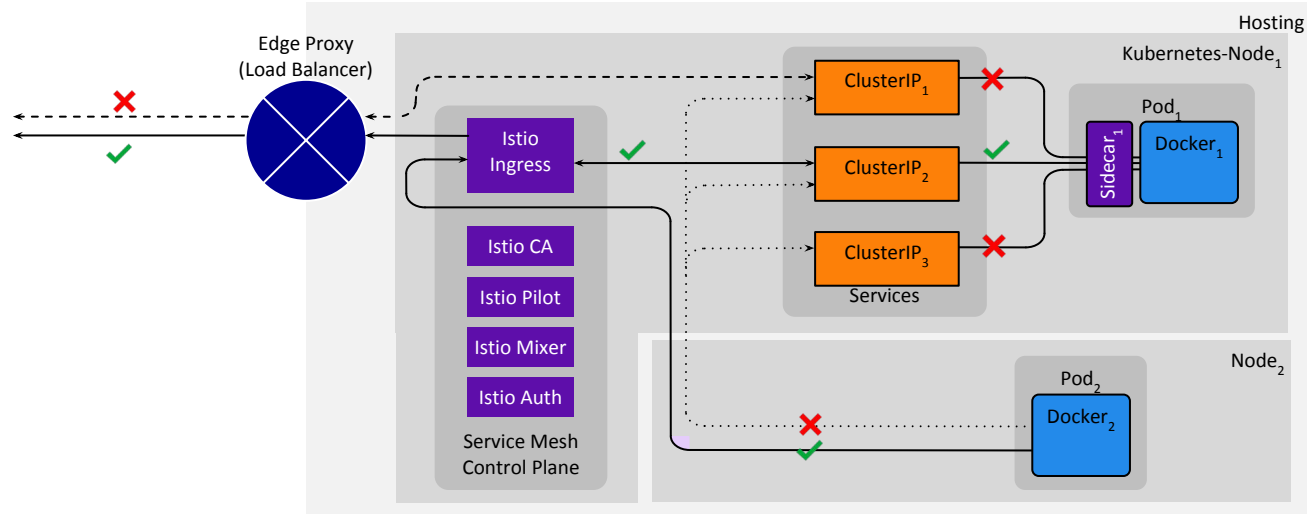 Hosting
Edge Proxy
(Load Balancer)
Kubernetes-Node₁
ClusterIP₁
Pod₁
Istio
Ingress
ClusterIP₂
Sidecar₁
Docker₁
Istio CA
ClusterIP₃
Istio Pilot
Services
Istio Mixer
Node₂
Istio Auth
Pod₂
Docker₂
Service Mesh
Control Plane